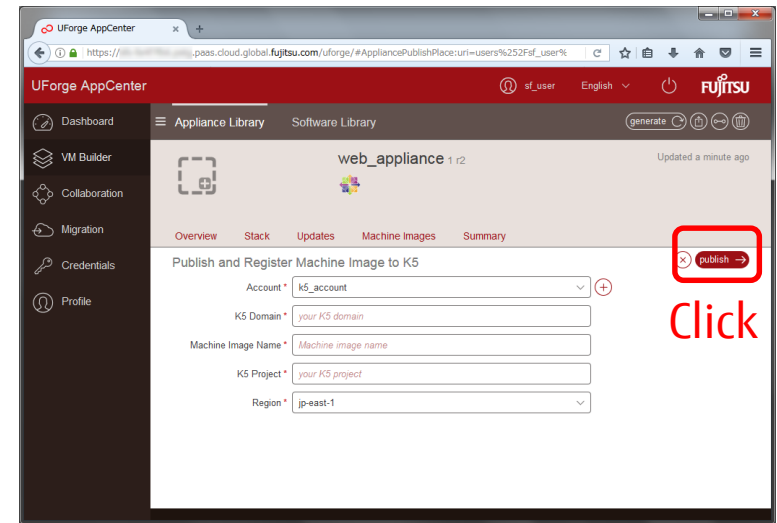 UForge AppCenter
https:// .paas.cloud.global.fujitsu.com/uforge/#AppliancePublishPlace:uri=users%252Fsf_user%
UForge AppCenter sf_user English FUJITSU
Dashboard Appliance Library Software Library generate
VM Builder web_appliance 1 r2 Updated a minute ago
Collaboration
Migration Overview Stack Updates Machine Images Summary
Credentials Publish and Register Machine Image to K5 publish →
Account * k5_account
Profile
Click
K5 Domain * your K5 domain
Machine Image Name * Machine image name
K5 Project * your K5 project
Region * jp-east-1